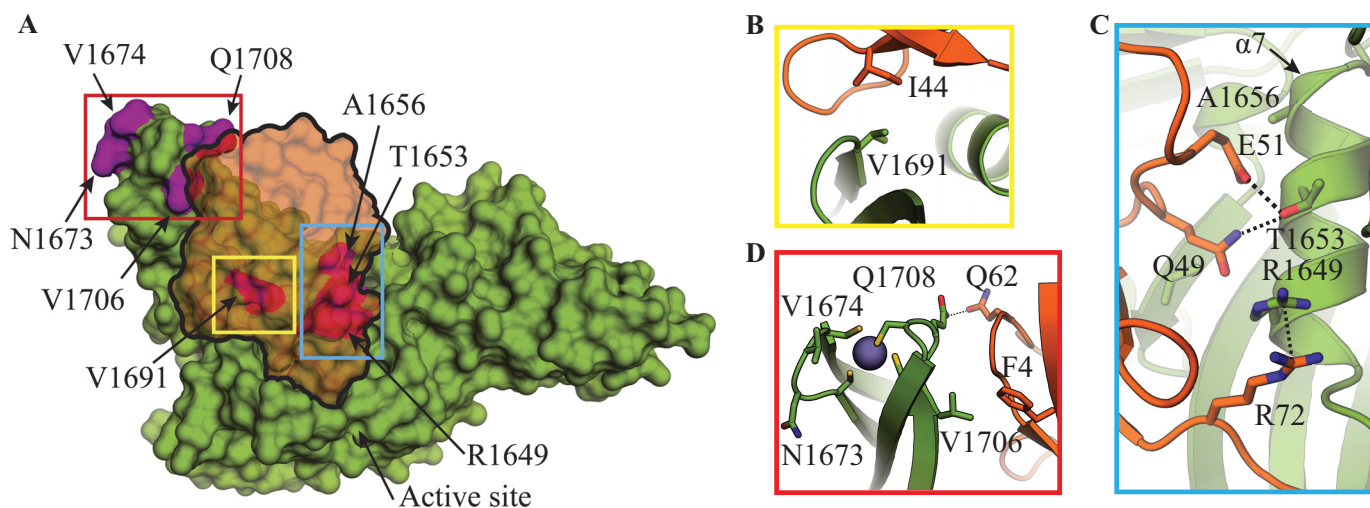 A
V1674
Q1708
A1656
T1653
N1673
V1706
V1691
R1649
Active site
B
I44
V1691
D
Q1708
Q62
V1674
F4
N1673
V1706
C
α7
A1656
E51
T1653
Q49
R1649
R72